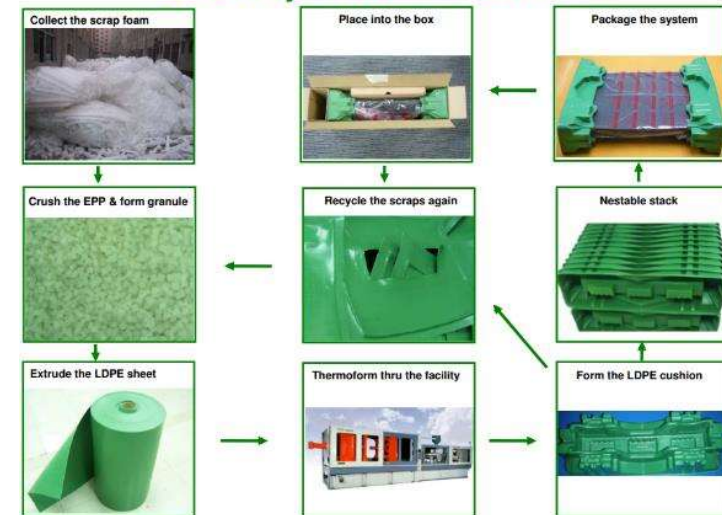 Collect the scrap foam
Place into the box
Package the system
Crush the EPP & form granule
Recycle the scraps again
Nestable stack
Extrude the LDPE sheet
Thermoform thru the facility
Form the LDPE cushion